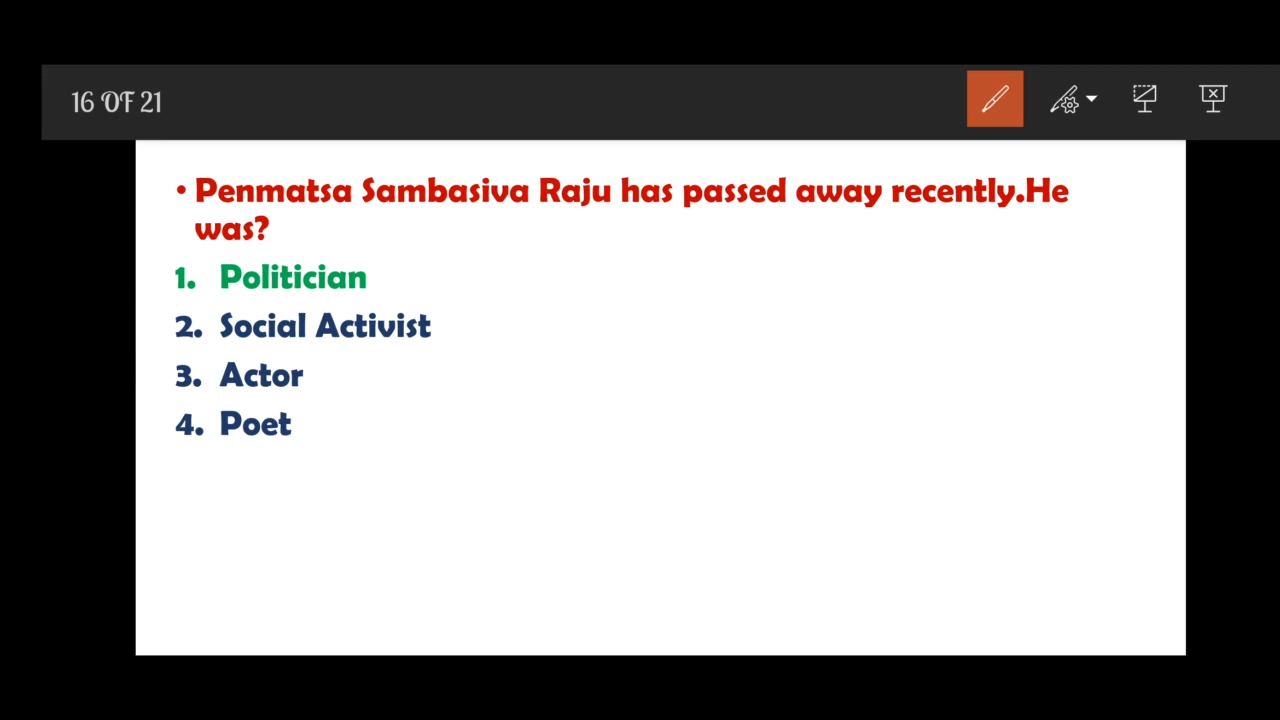 16 OF 21
• Penmatsa Sambasiva Raju has passed away recently.He
was?
1. Politician
2. Social Activist
3. Actor
4. Poet